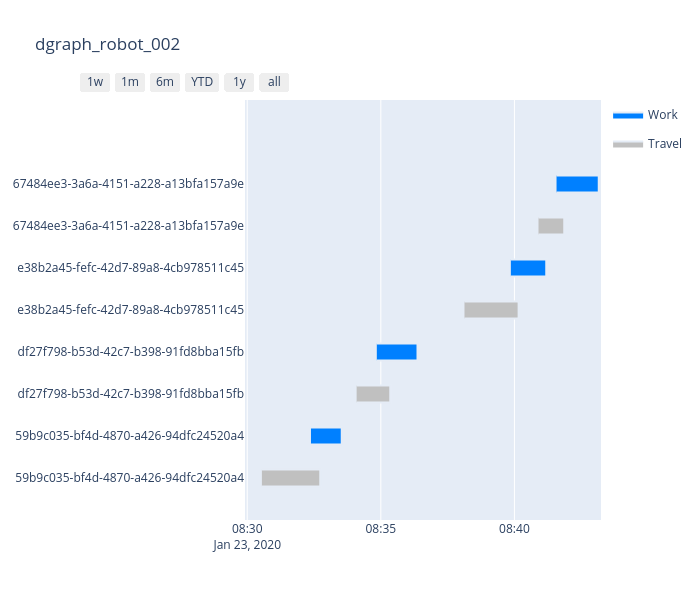 dgraph_robot_002
1w 1m 6m YTD 1y all
Work
Travel
67484ee3-3a6a-4151-a228-a13bfa157a9e
67484ee3-3a6a-4151-a228-a13bfa157a9e
e38b2a45-fefc-42d7-89a8-4cb978511c45
e38b2a45-fefc-42d7-89a8-4cb978511c45
df27f798-b53d-42c7-b398-91fd8bba15fb
df27f798-b53d-42c7-b398-91fd8bba15fb
59b9c035-bf4d-4870-a426-94dfc24520a4
59b9c035-bf4d-4870-a426-94dfc24520a4
08:30 08:35 08:40
Jan 23, 2020